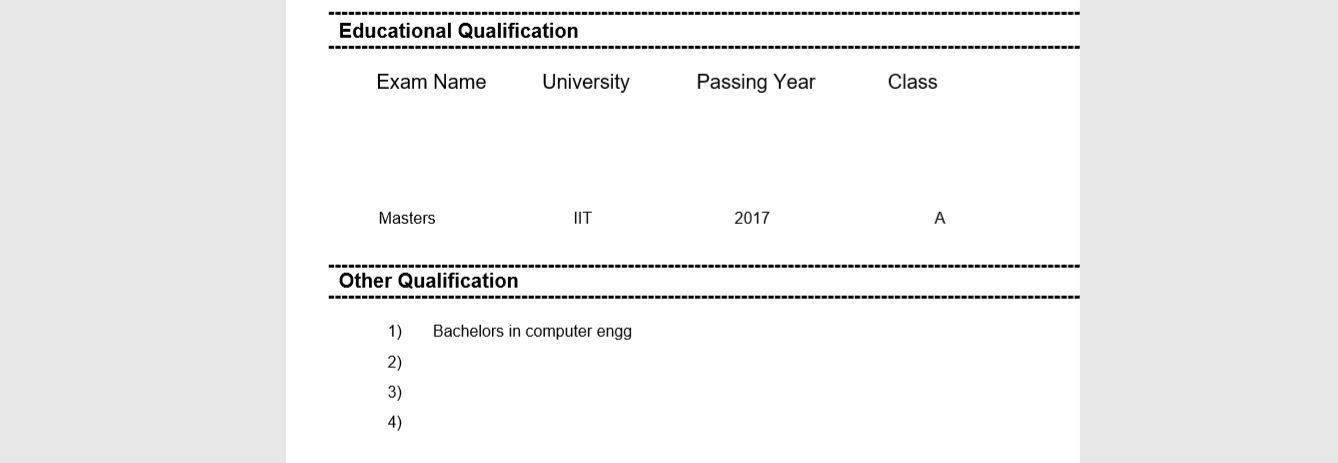 Educational Qualification
Exam Name University Passing Year Class
Masters IIT 2017 A
Other Qualification
1) Bachelors in computer engg
2)
3)
4)